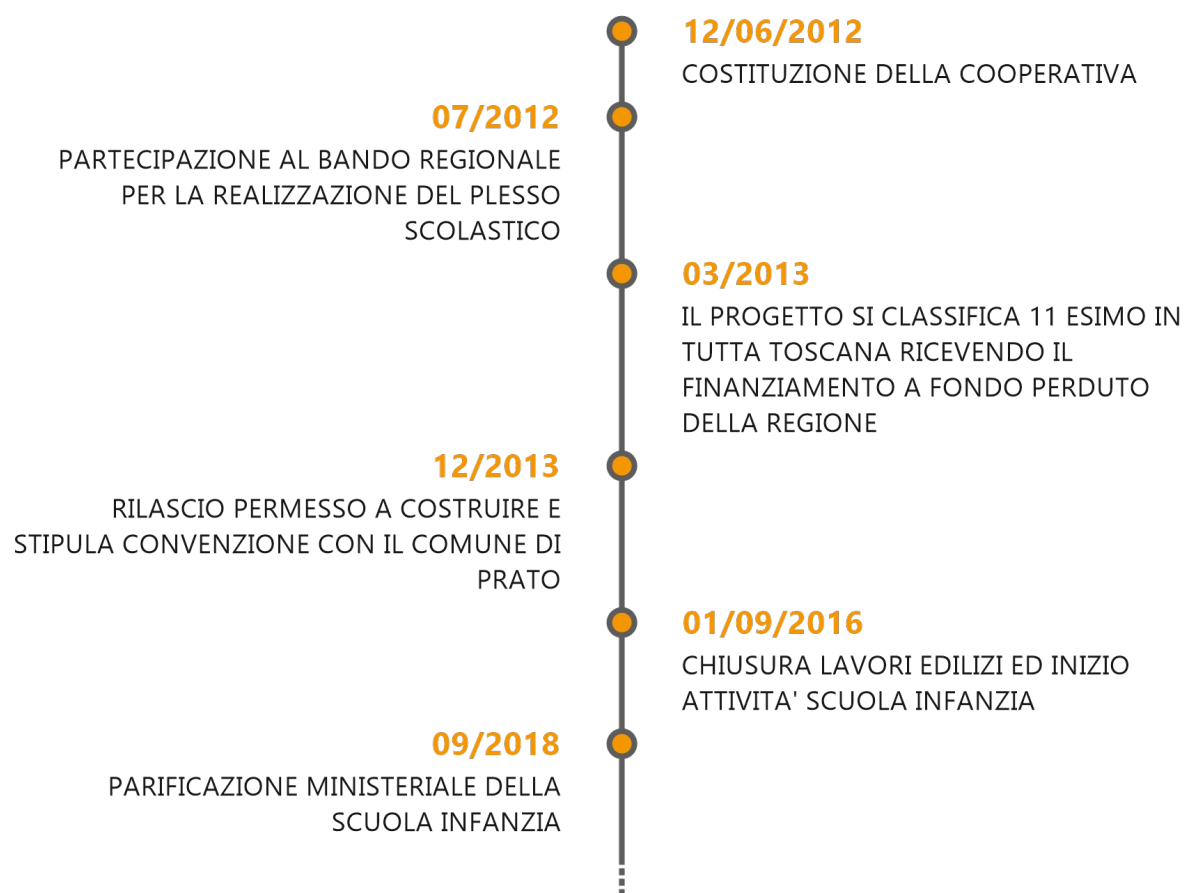 12/06/2012
COSTITUZIONE DELLA COOPERATIVA
07/2012
PARTECIPAZIONE AL BANDO REGIONALE
PER LA REALIZZAZIONE DEL PLESSO
SCOLASTICO
03/2013
IL PROGETTO SI CLASSIFICA 11 ESIMO IN
TUTTA TOSCANA RICEVENDO IL
FINANZIAMENTO A FONDO PERDUTO
DELLA REGIONE
12/2013
RILASCIO PERMESSO A COSTRUIRE E
STIPULA CONVENZIONE CON IL COMUNE DI
PRATO
01/09/2016
CHIUSURA LAVORI EDILIZI ED INIZIO
ATTIVITA' SCUOLA INFANZIA
09/2018
PARIFICAZIONE MINISTERIALE DELLA
SCUOLA INFANZIA